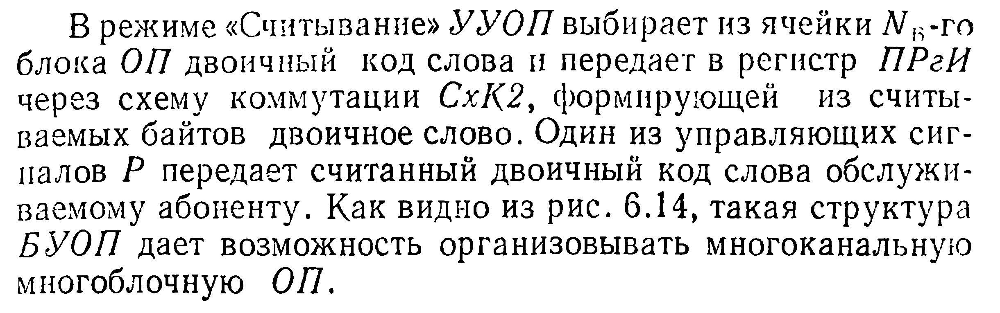 В режиме «Считывание» УУОП выбирает из ячейки N_Б-го
блока ОП двоичный код слова и передает в регистр ПРгИ
через схему коммутации СхК2, формирующей из считы-
ваемых байтов двоичное слово. Один из управляющих сиг-
налов Р передает считанный двоичный код слова обслужи-
ваемому абоненту. Как видно из рис. 6.14, такая структура
БУОП дает возможность организовывать многоканальную
многоблочную ОП.